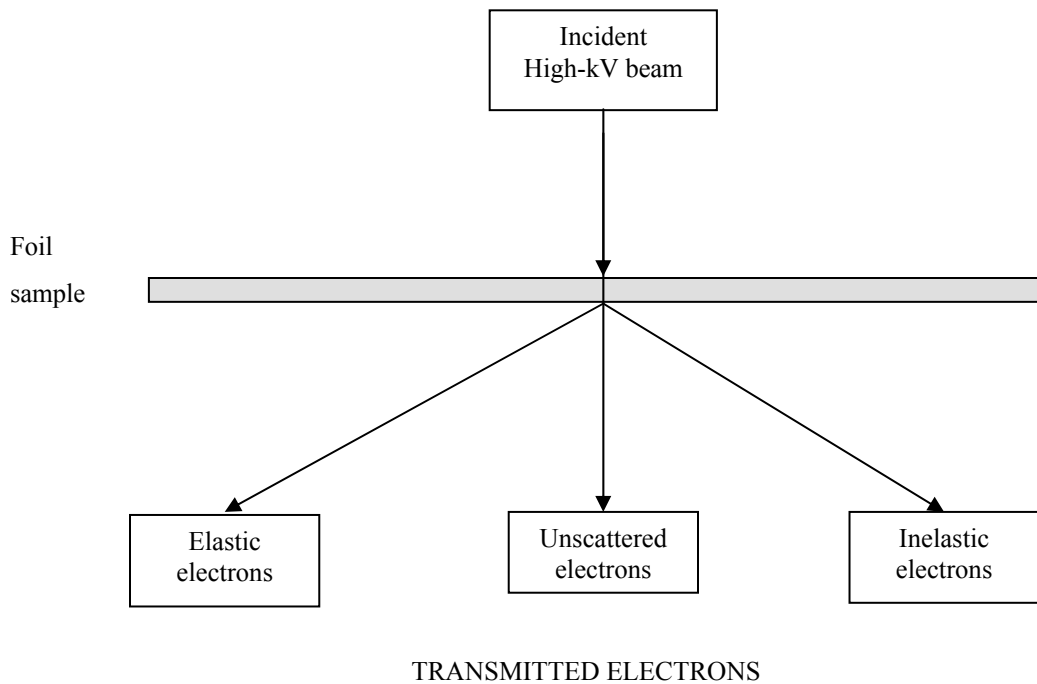 Incident
High-kV beam
Foil
sample
Elastic
electrons
Unscattered
electrons
Inelastic
electrons
TRANSMITTED ELECTRONS